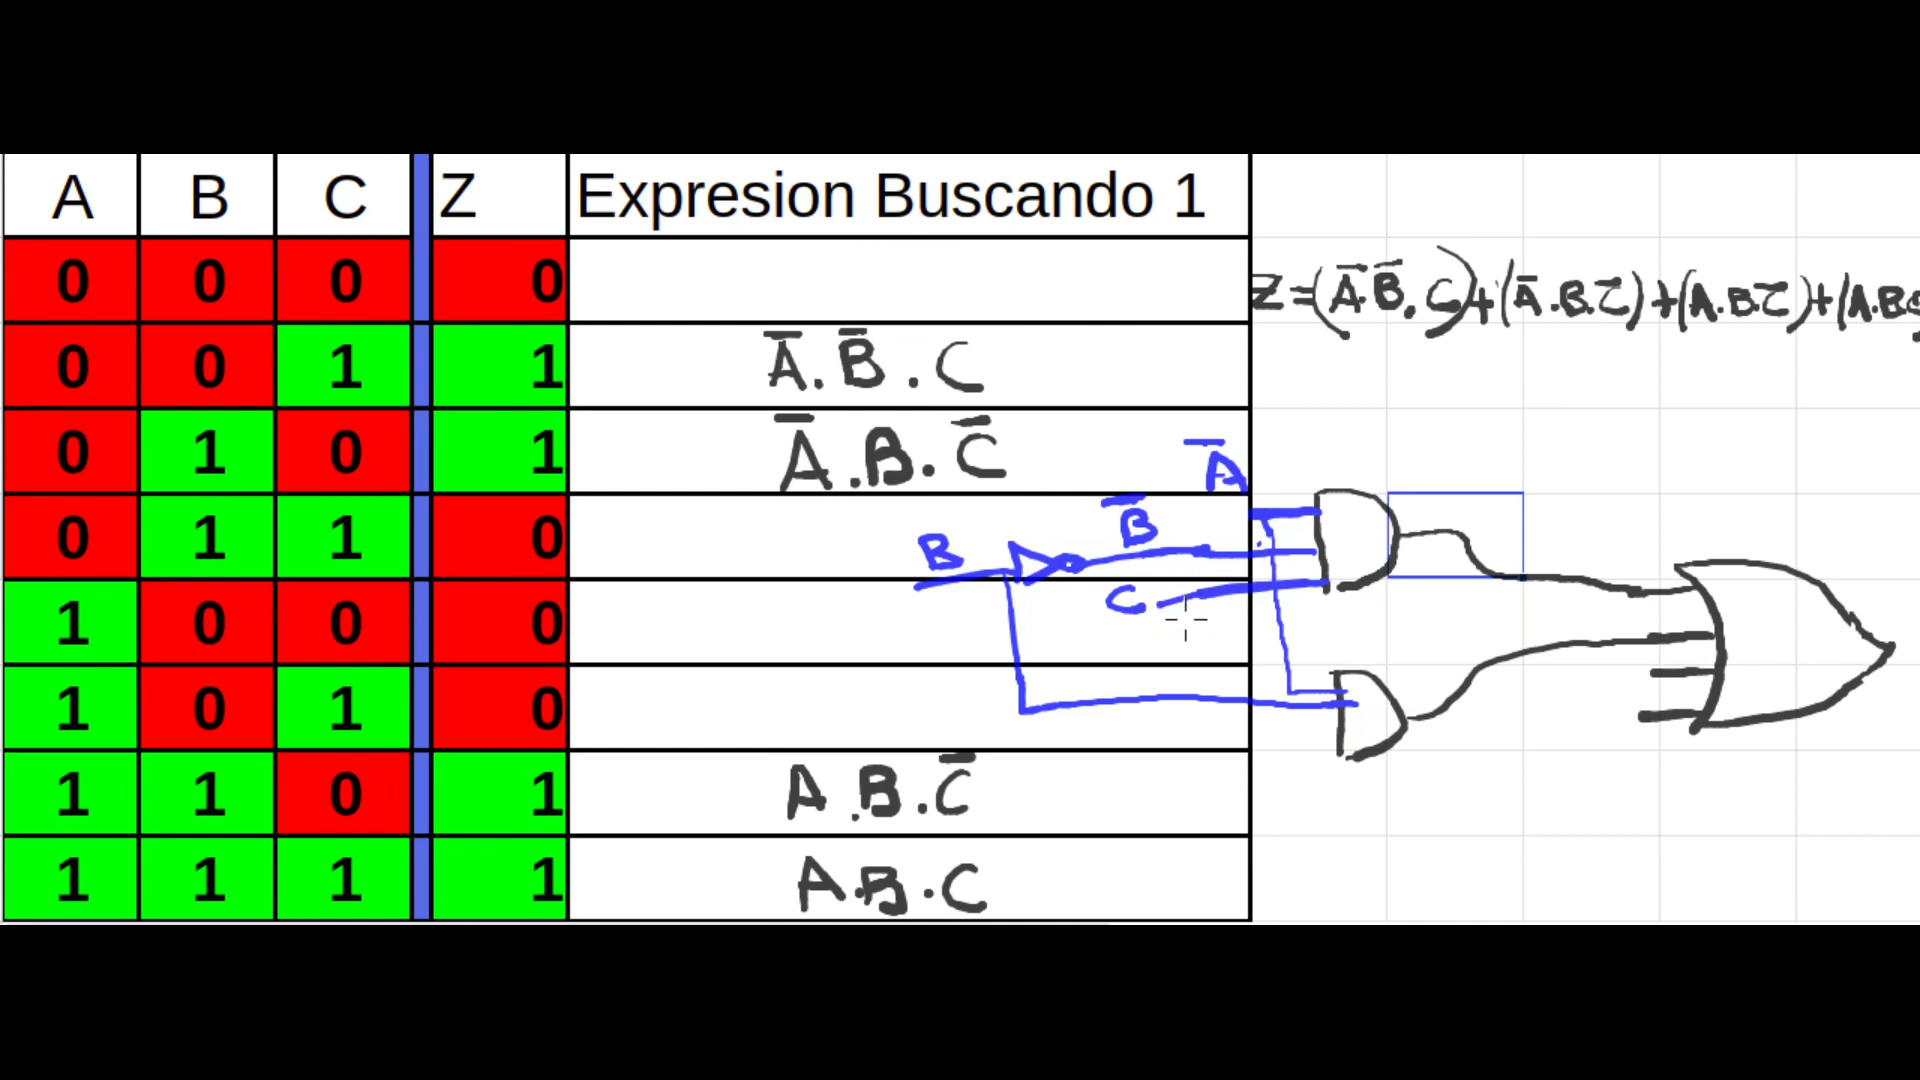 A B C Z Expresion Buscando 1
0 0 0 0
Z = (A̅.B̅.C)+(A̅.B.C̅)+(A.B.C̅)+(A.B.C
0 0 1 1 A̅.B̅.C
0 1 0 1 A̅.B.C̅
A̅
0 1 1 0
B B̅
C
1 0 0 0
1 0 1 0
1 1 0 1 A.B.C̅
1 1 1 1 A.B.C